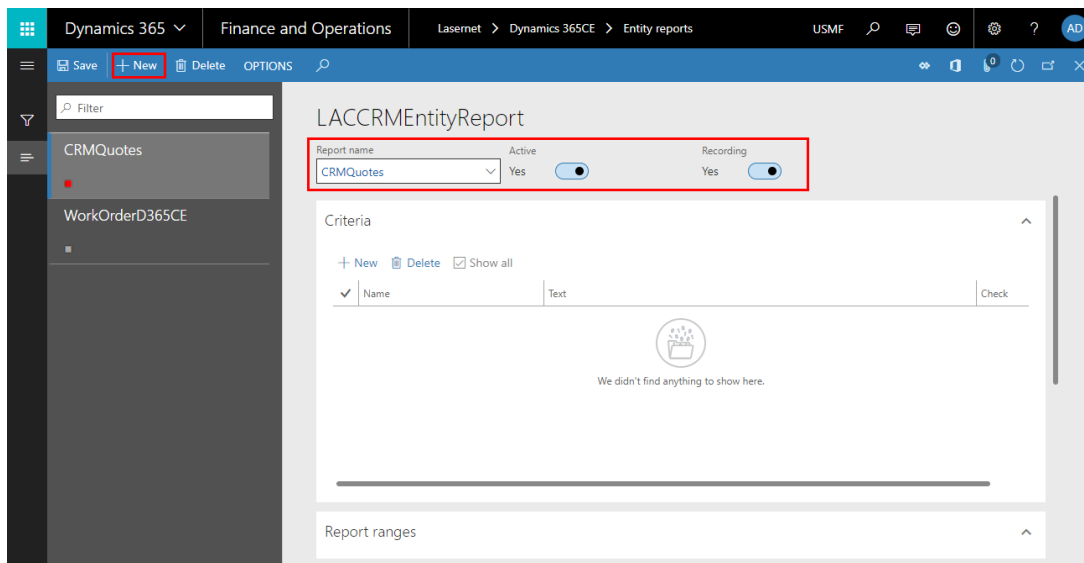 Dynamics 365 Finance and Operations Lasernet > Dynamics 365CE > Entity reports USMF ? AD
Save + New Delete OPTIONS 0
Filter
LACCRMEntityReport
CRMQuotes
Report name Active Recording
CRMQuotes Yes Yes
WorkOrderD365CE
Criteria
+ New Delete Show all
Name Text Check
We didn't find anything to show here.
Report ranges